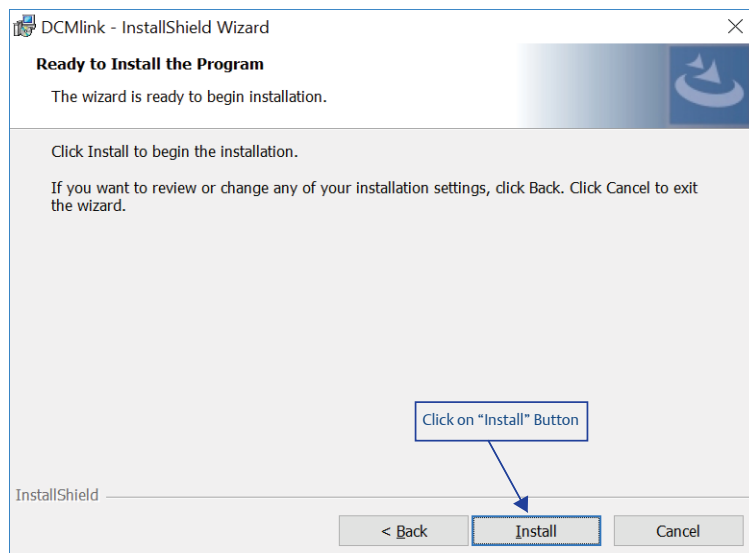 DCMlink - InstallShield Wizard
Ready to Install the Program
The wizard is ready to begin installation.
Click Install to begin the installation.
If you want to review or change any of your installation settings, click Back. Click Cancel to exit
the wizard.
Click on “Install” Button
InstallShield
< Back
Install
Cancel